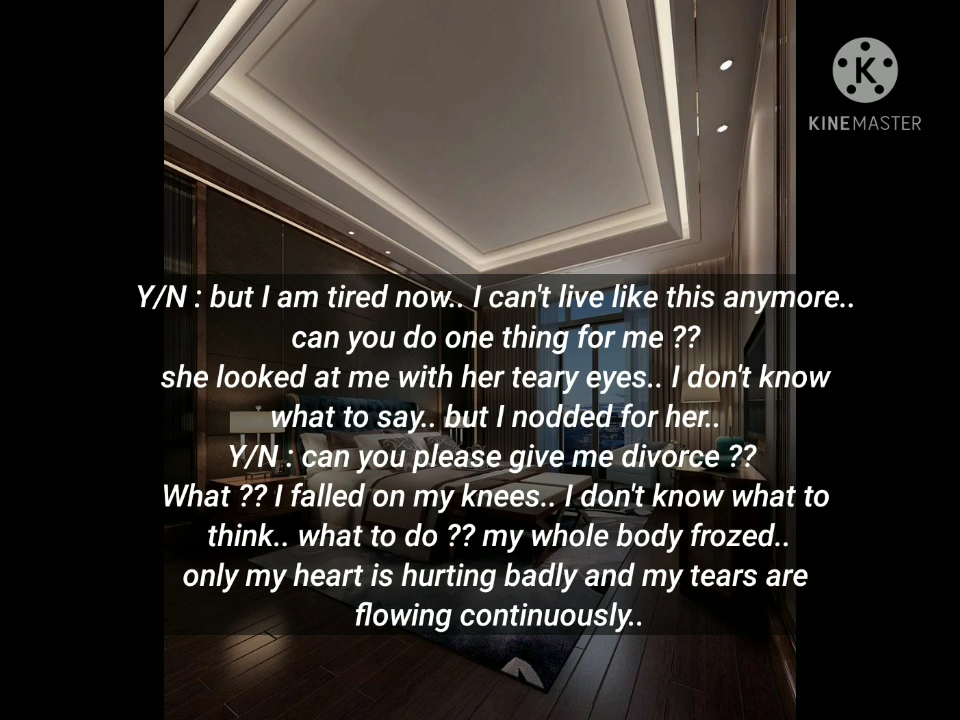 K
KINEMASTER
Y/N : but I am tired now.. I can't live like this anymore..
can you do one thing for me ??
she looked at me with her teary eyes.. I don't know
what to say.. but I nodded for her..
Y/N : can you please give me divorce ??
What ?? I falled on my knees.. I don't know what to
think.. what to do ?? my whole body frozed..
only my heart is hurting badly and my tears are
flowing continuously..